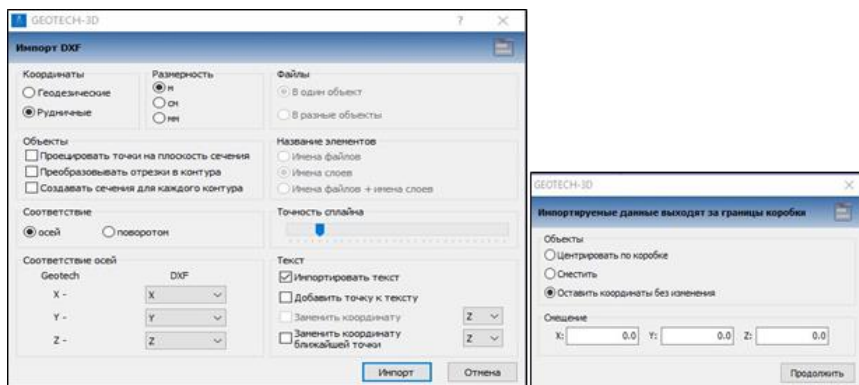 GEOTECH-3D
Импорт DXF
Координаты
Геодезические
Рудничные
Размерность
м
см
мм
Файлы
В один объект
В разные объекты
Объекты
Проецировать точки на плоскость сечения
Преобразовывать отрезки в контура
Создавать сечения для каждого контура
Название элементов
Имена файлов
Имена слоев
Имена файлов + имена слоев
Соответствие
осей
поворотом
Точность сплайна
Соответствие осей
Geotech DXF
X - X
Y - Y
Z - Z
Текст
Импортировать текст
Добавить точку к тексту
Заменить координату Z
Заменить координату
ближайшей точки Z
Импорт Отмена
GEOTECH-3D
Импортируемые данные выходят за границы коробки
Объекты
Центрировать по коробке
Сместить
Оставить координаты без изменения
Смещение
X: 0.0 Y: 0.0 Z: 0.0
Продолжить